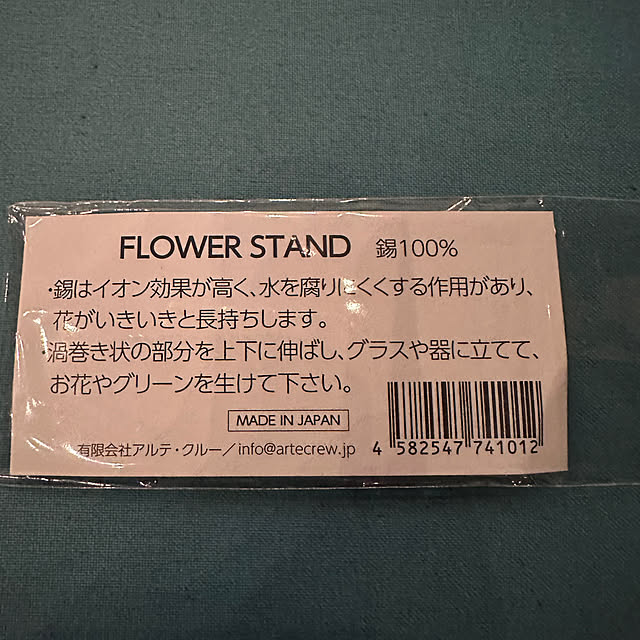 FLOWER STAND 錫100%
・錫はイオン効果が高く、水を腐りにくくする作用があり、
花がいきいきと長持ちします。
・渦巻き状の部分を上下に伸ばし、グラスや器に立てて、
お花やグリーンを生けて下さい。
MADE IN JAPAN
有限会社アルテ・クルー／info@artecrew.jp
4 582547 741012